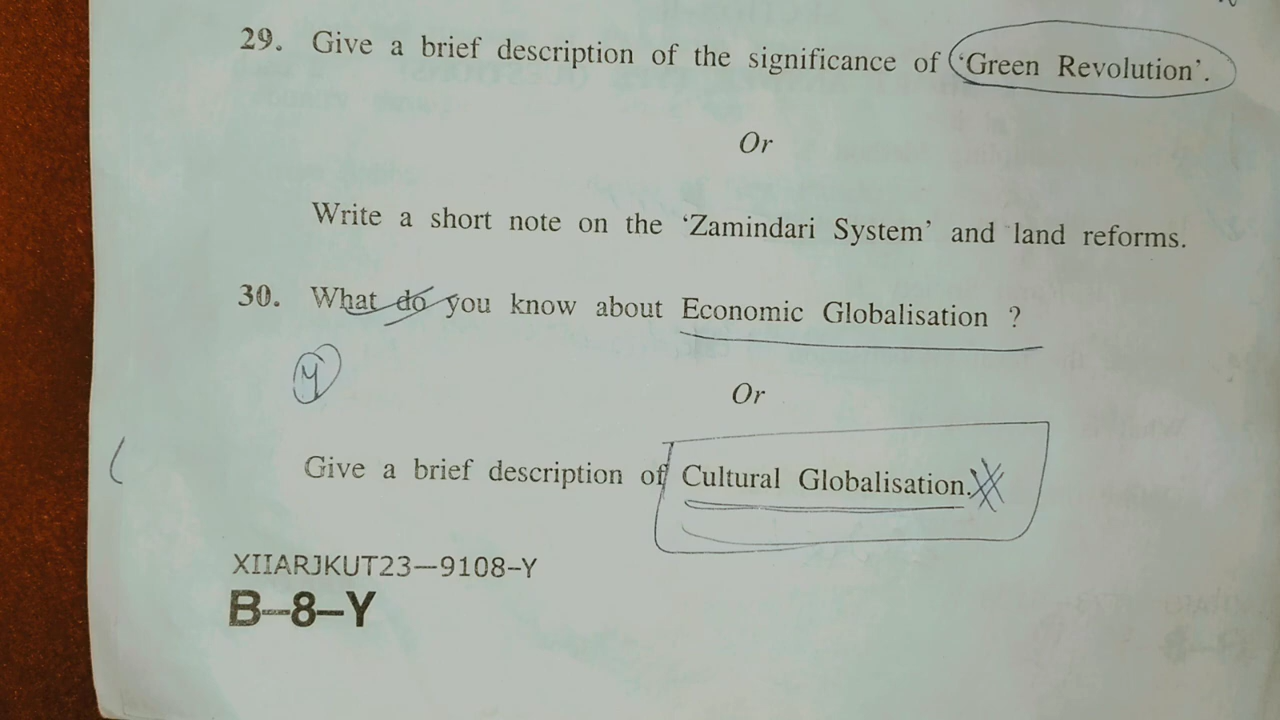 29. Give a brief description of the significance of 'Green Revolution'.
Or
Write a short note on the 'Zamindari System' and land reforms.
30. What do you know about Economic Globalisation ?
Or
Give a brief description of Cultural Globalisation.
XIIARJKUT23—9108–Y
B–8–Y